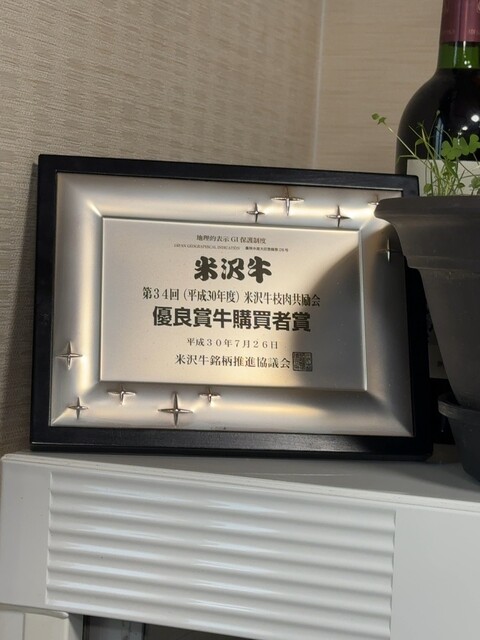 地理的表示 GI 保護制度
米沢牛
第34回（平成30年度）米沢牛枝肉共励会
優良賞牛購買者賞
平成30年7月26日
米沢牛銘柄推進協議会